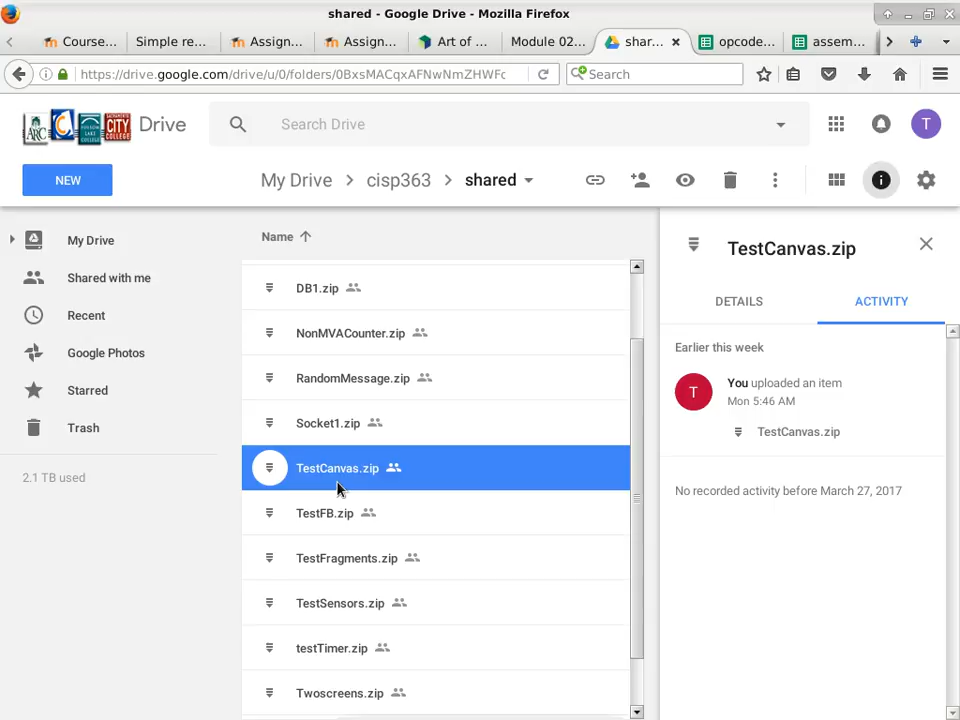 shared - Google Drive - Mozilla Firefox
Course...
Simple re...
Assign...
Assign...
Art of ...
Module 02...
shar...
opcode...
assem...
https://drive.google.com/drive/u/0/folders/0BxsMACqxAFNwNmZHWFc
Search
ARC
SACRAMENTO
CITY
COLLEGE
Drive
Search Drive
T
NEW
My Drive > cisp363 > shared
My Drive
Shared with me
Recent
Google Photos
Starred
Trash
2.1 TB used
Name
DB1.zip
NonMVACounter.zip
RandomMessage.zip
Socket1.zip
TestCanvas.zip
TestFB.zip
TestFragments.zip
TestSensors.zip
testTimer.zip
Twoscreens.zip
TestCanvas.zip
DETAILS
ACTIVITY
Earlier this week
T
You uploaded an item
Mon 5:46 AM
TestCanvas.zip
No recorded activity before March 27, 2017